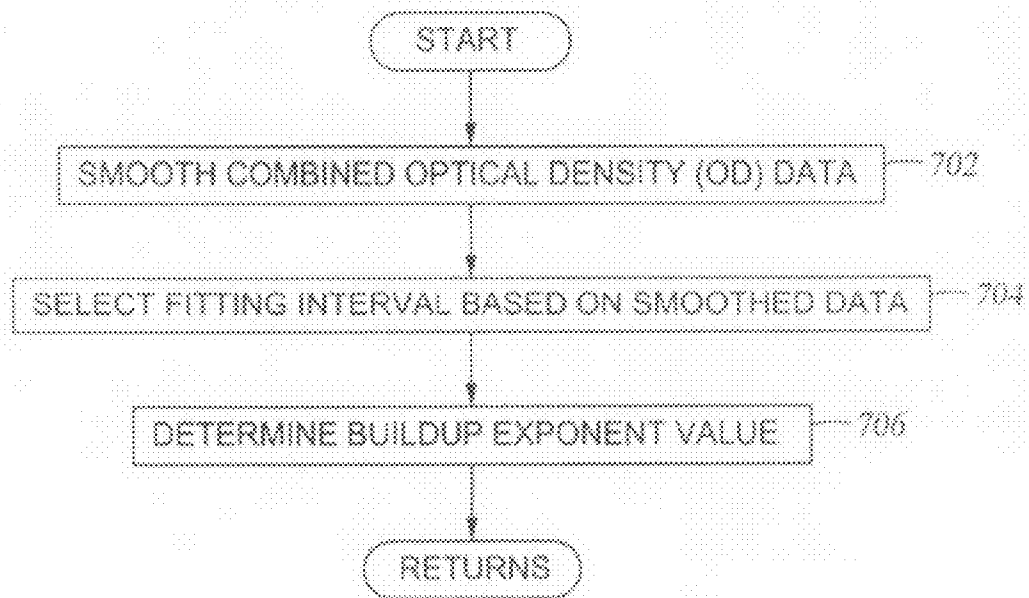 START
SMOOTH COMBINED OPTICAL DENSITY (OD) DATA 702
SELECT FITTING INTERVAL BASED ON SMOOTHED DATA 704
DETERMINE BUILDUP EXPONENT VALUE 706
RETURNS